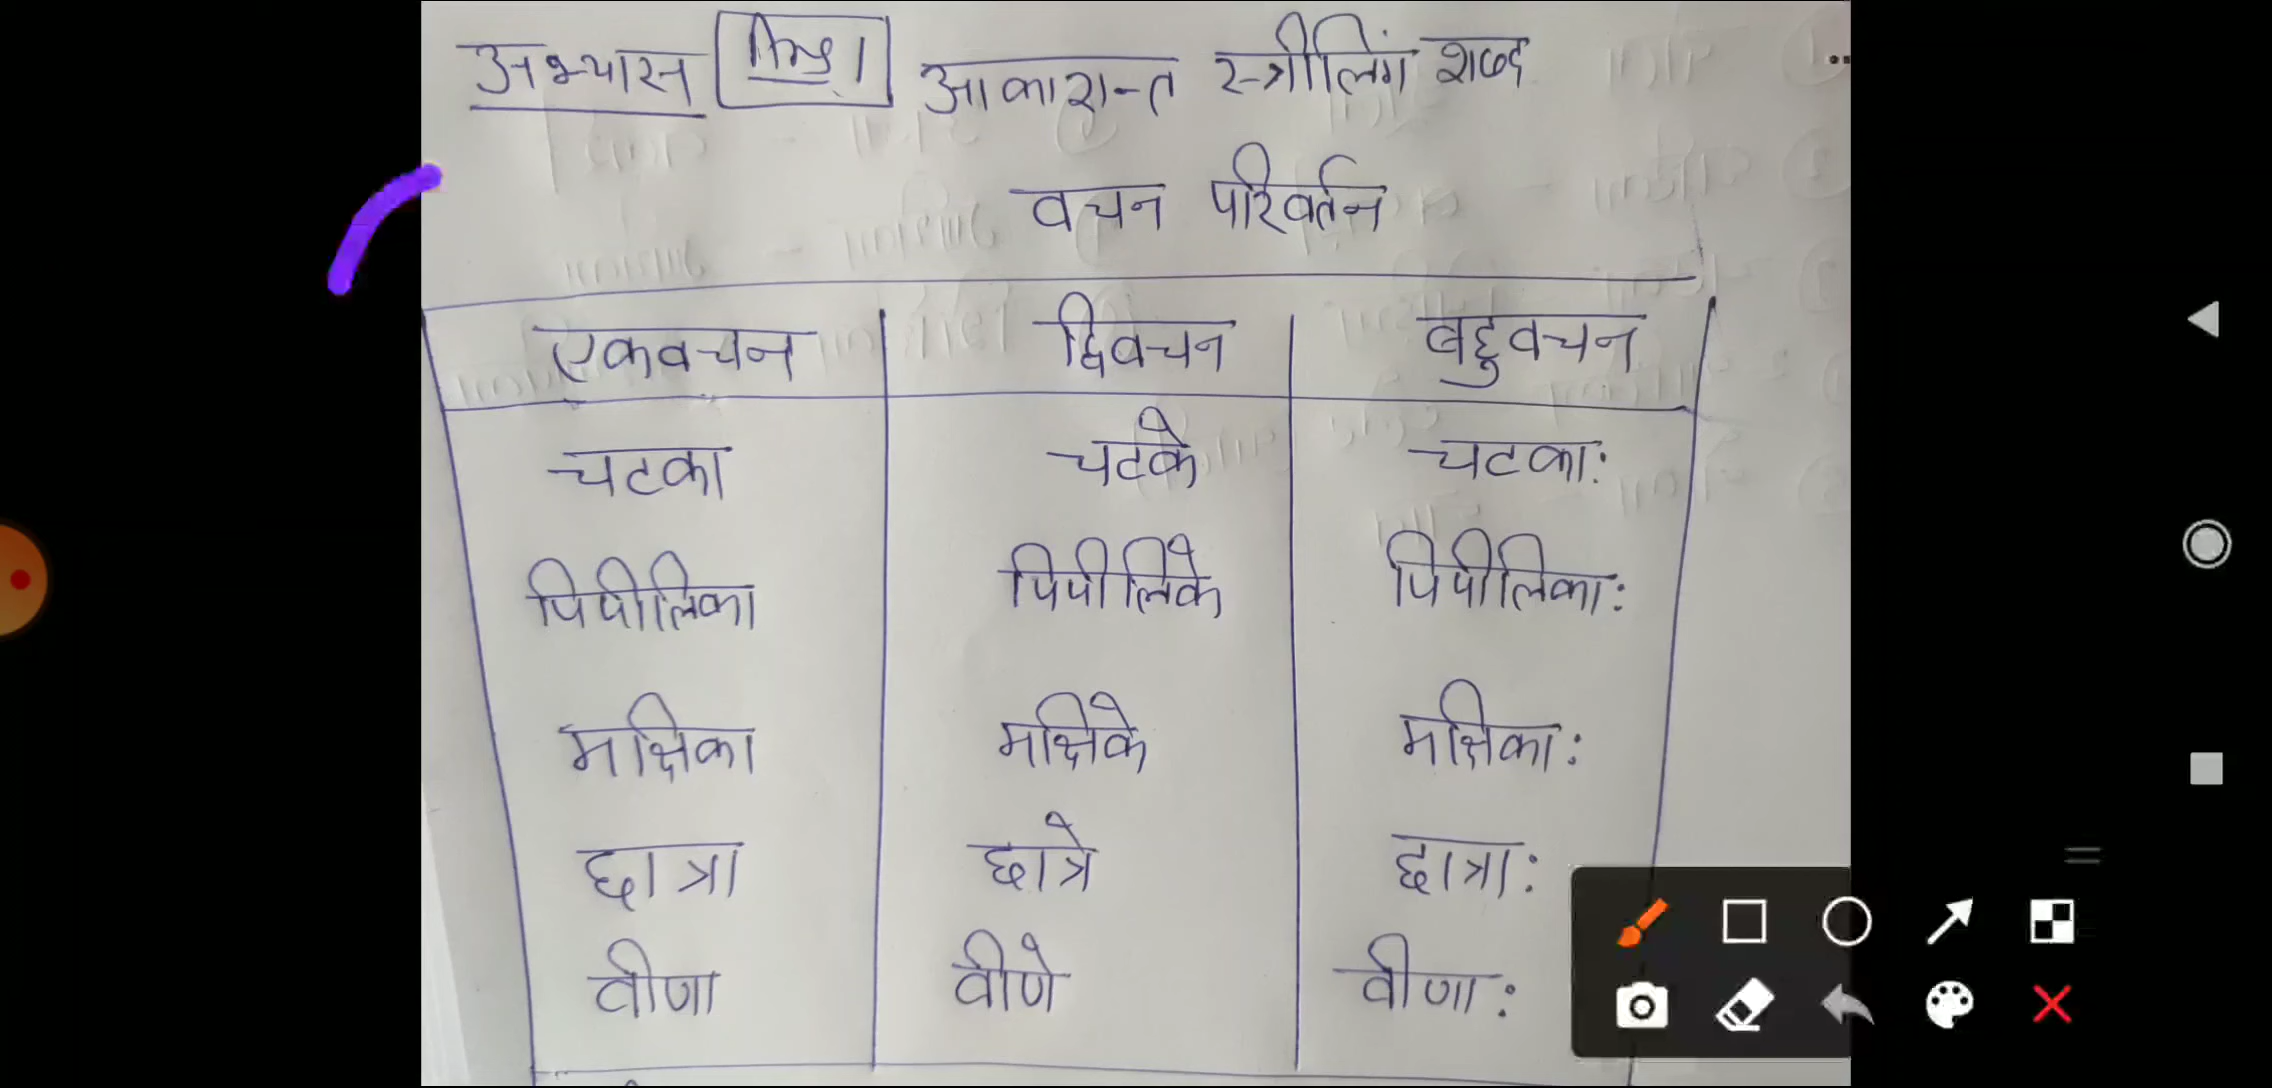 अभ्यास आकारान्त स्त्रीलिंग शब्द
वचन परिवर्तन
एकवचन द्विवचन बहुवचन
चटका चटके चटकाः
पिपीलिका पिपीलिके पिपीलिकाः
मक्षिका मक्षिके मक्षिकाः
छात्रा छात्रे छात्राः
वीणा वीणे वीणाः